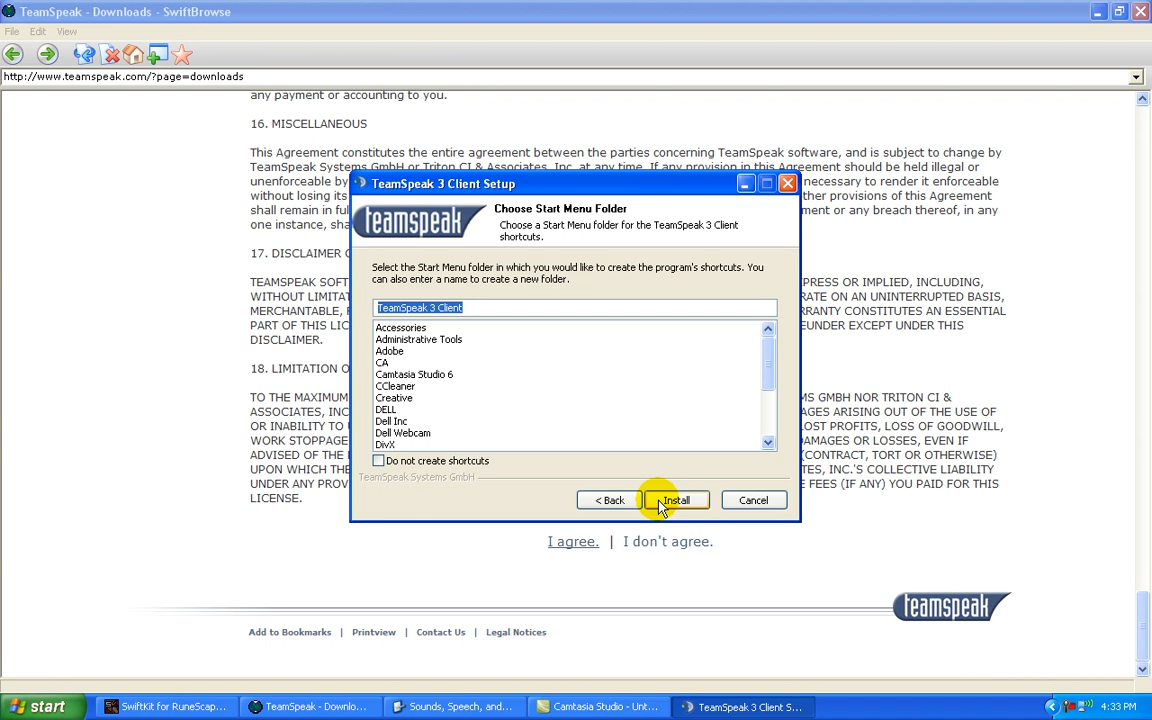 TeamSpeak - Downloads - SwiftBrowse
File Edit View
http://www.teamspeak.com/?page=downloads
any payment or accounting to you.
16. MISCELLANEOUS
This Agreement constitutes the entire agreement between the parties concerning TeamSpeak software, and is subject to change by
TeamSpeak Systems GmbH or Triton CI & Associates, Inc. at any time. If any provision in this Agreement should be held illegal or
unenforceable by necessary to render it enforceable
without losing its ther provisions of this Agreement
shall remain in ful ment or any breach thereof, in any
one instance, sha
17. DISCLAIMER O
TEAMSPEAK SOFT PRESS OR IMPLIED, INCLUDING,
WITHOUT LIMITAT RATE ON AN UNINTERRUPTED BASIS,
MERCHANTABLE, F RRANTY CONSTITUTES AN ESSENTIAL
PART OF THIS LIC EUNDER EXCEPT UNDER THIS
DISCLAIMER.
18. LIMITATION O
TO THE MAXIMUM MS GMBH NOR TRITON CI &
ASSOCIATES, INC AGES ARISING OUT OF THE USE OF
OR INABILITY TO U LOST PROFITS, LOSS OF GOODWILL,
WORK STOPPAGE DAMAGES OR LOSSES, EVEN IF
ADVISED OF THE P (CONTRACT, TORT OR OTHERWISE)
UPON WHICH THE TES, INC.'S COLLECTIVE LIABILITY
UNDER ANY PROV E FEES (IF ANY) YOU PAID FOR THIS
LICENSE.
TeamSpeak 3 Client Setup
teamspeak
Choose Start Menu Folder
Choose a Start Menu folder for the TeamSpeak 3 Client
shortcuts.
Select the Start Menu folder in which you would like to create the program's shortcuts. You
can also enter a name to create a new folder.
TeamSpeak 3 Client
Accessories
Administrative Tools
Adobe
CA
Camtasia Studio 6
CCleaner
Creative
DELL
Dell Inc
Dell Webcam
DivX
Do not create shortcuts
TeamSpeak Systems GmbH
< Back Install Cancel
I agree. | I don't agree.
teamspeak
Add to Bookmarks | Printview | Contact Us | Legal Notices
start SwiftKit for RuneScap... TeamSpeak - Downlo... Sounds, Speech, and... Camtasia Studio - Unt... TeamSpeak 3 Client S... 4:33 PM